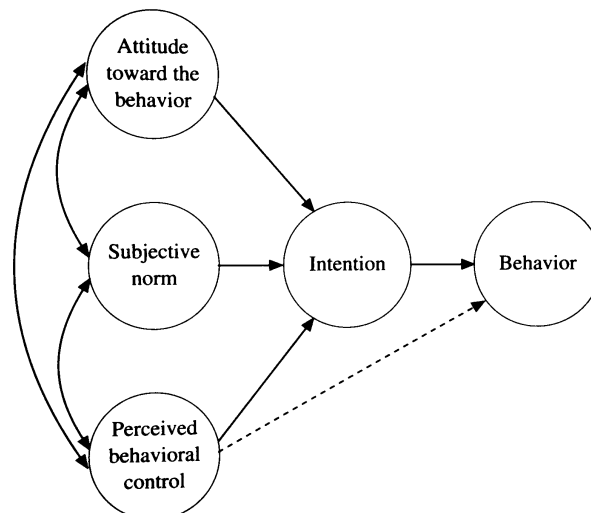 Attitude
toward the
behavior
Subjective
norm
Intention
Behavior
Perceived
behavioral
control